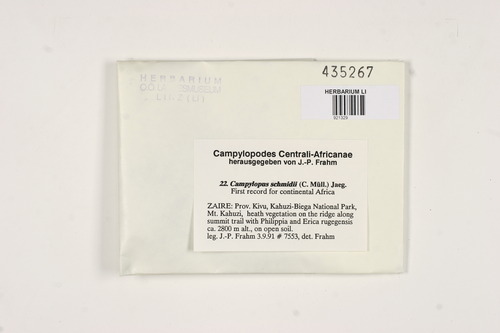 435267
HERBARIUM
LINZ
HERBARIUM LI
Campylopodes Centrali-Africanae
herausgegeben von J.-P. Frahm
22. Campylopus schmidii (C. Müll.) Jaeg.
First record for continental Africa
ZAIRE: Prov. Kivu, Kahuzi-Biega National Park,
Mt. Kahuzi, heath vegetation on the ridge along
summit trail with Philippia and Erica rugegensis
ca. 2800 m alt., on open soil.
leg. J.-P. Frahm 3.9.91 # 7553, det. Frahm